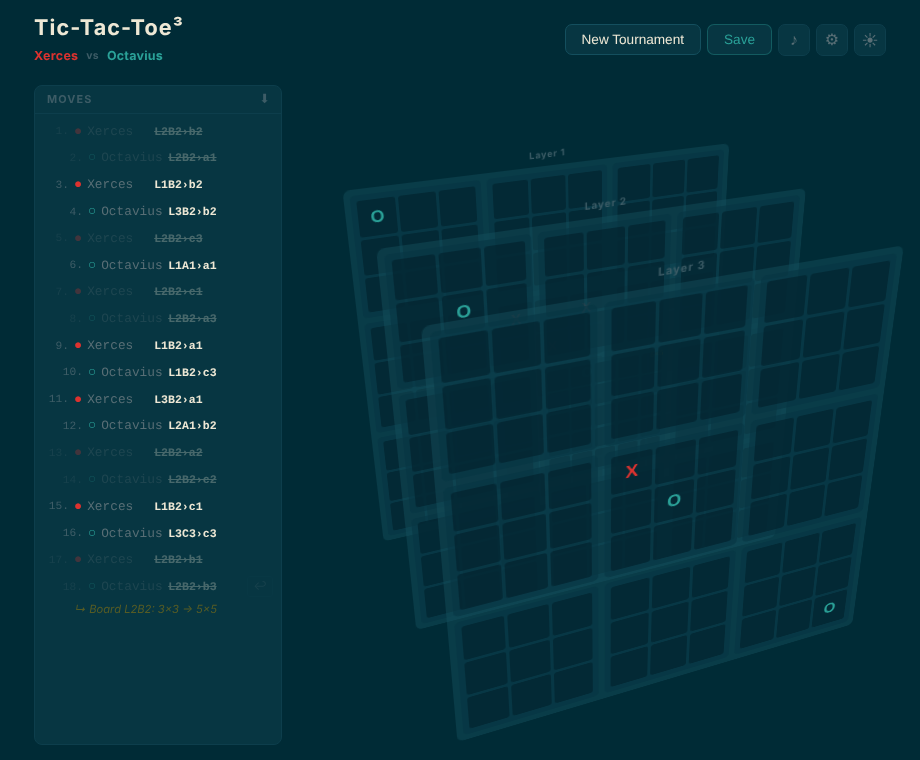 Tic-Tac-Toe³
Xerces vs Octavius
New Tournament
Save
MOVES
1. Xerces L2B2›b2
2. Octavius L2B2›a1
3. Xerces L1B2›b2
4. Octavius L3B2›b2
5. Xerces L2B2›c3
6. Octavius L1A1›a1
7. Xerces L2B2›c1
8. Octavius L2B2›a3
9. Xerces L1B2›a1
10. Octavius L1B2›c3
11. Xerces L3B2›a1
12. Octavius L2A1›b2
13. Xerces L2B2›a2
14. Octavius L2B2›c2
15. Xerces L1B2›c1
16. Octavius L3C3›c3
17. Xerces L2B2›b1
18. Octavius L2B2›b3
↪ Board L2B2: 3×3 → 5×5
Layer 1
O
Layer 2
O
Layer 3
X
O
O